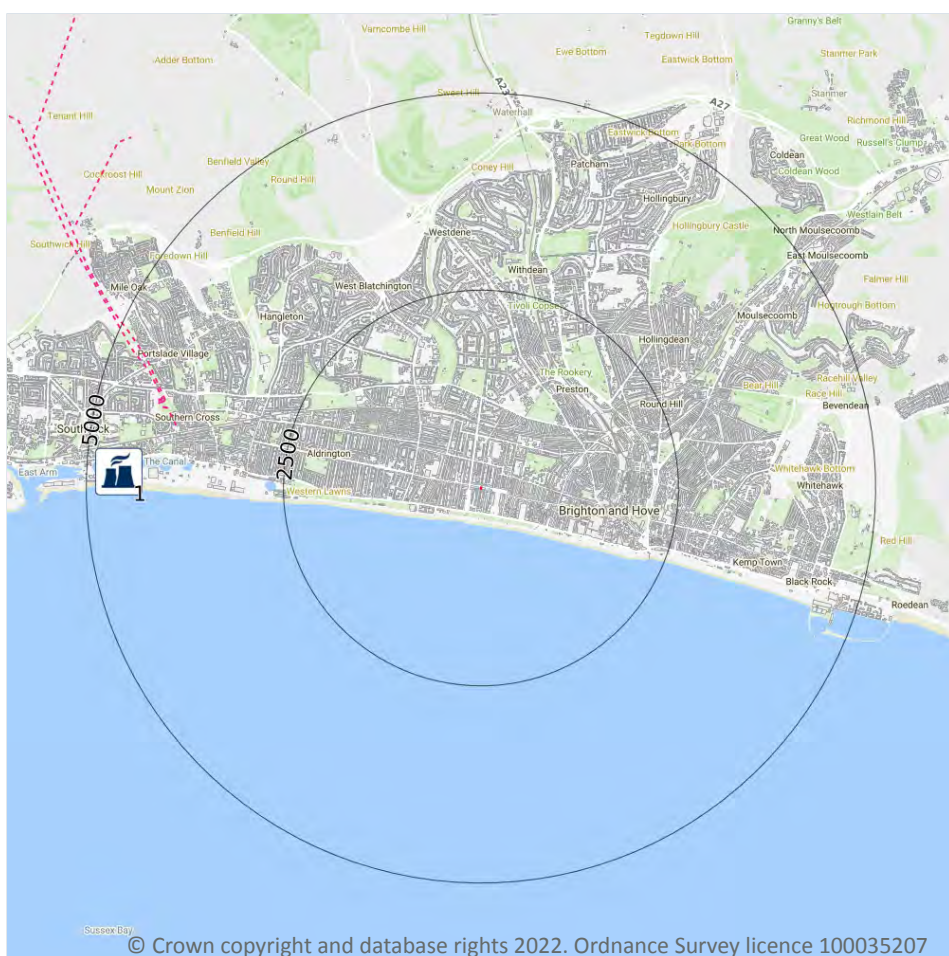 Granny's Belt
Varncombe Hill
Tegdown Hill
Ewe Bottom
Eastwick Bottom
Stanmer Park
Adder Bottom
A23
Sweet Hill
Stanmer
A27
Waterhall
Tenant Hill
Richmond Hill
Eastwick Bottom
Great Wood
Russell's Clump
Park Bottom
Coldean
Benfield Valley
Patcham
Coney Hill
Cockroost Hill
Round Hill
Coldean Wood
Mount Zion
Hollingbury
Westlain Belt
Hollingbury Castle
North Moulsecoomb
Benfield Hill
Westdene
Southwick Hill
Foredown Hill
East Moulsecoomb
Withdean
Falmer Hill
Mile Oak
West Blatchington
Tivoli Copse
Hogtrough Bottom
Hangleton
Moulsecoomb
Hollingdean
Portslade Village
The Rookery
Racehill Valley
Bear Hill
Preston
Race Hill
Round Hill
Bevendean
5000
Southern Cross
2500
Aldrington
The Canal
East Arm
Whitehawk Bottom
Whitehawk
Western Lawns
1
Brighton and Hove
Red Hill
Kemp Town
Black Rock
Roedean
Sussex Bay
© Crown copyright and database rights 2022. Ordnance Survey licence 100035207